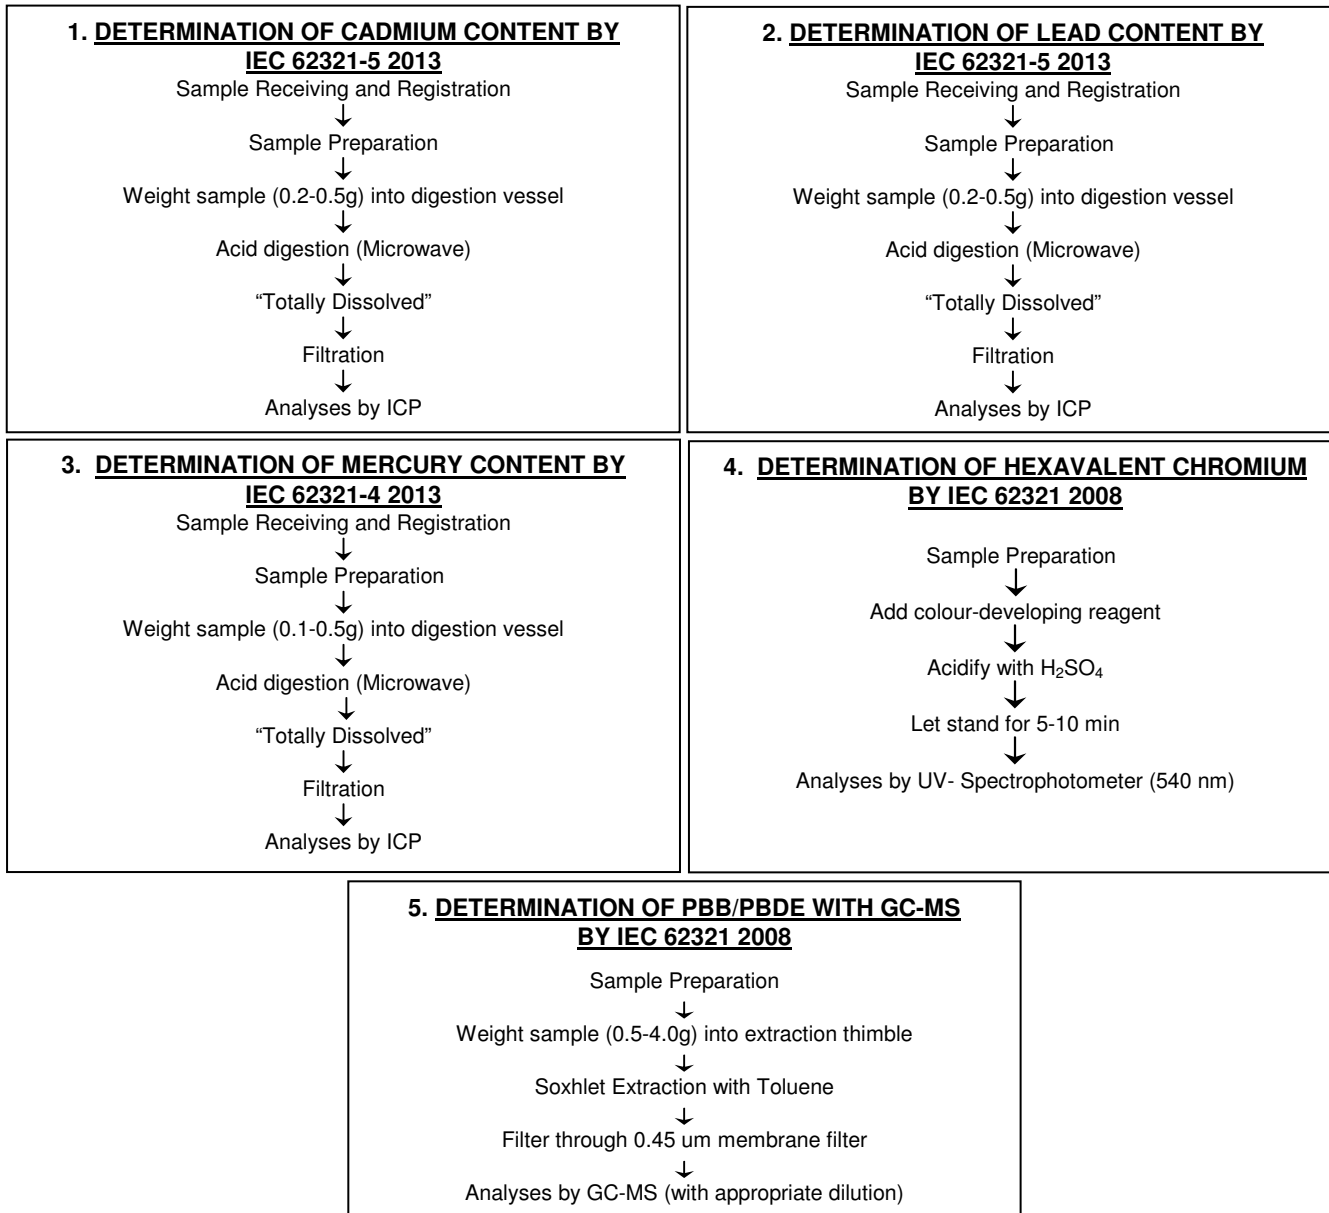 1. DETERMINATION OF CADMIUM CONTENT BY
IEC 62321-5 2013
Sample Receiving and Registration
Sample Preparation
Weight sample (0.2-0.5g) into digestion vessel
Acid digestion (Microwave)
“Totally Dissolved”
Filtration
Analyses by ICP
2. DETERMINATION OF LEAD CONTENT BY
IEC 62321-5 2013
Sample Receiving and Registration
Sample Preparation
Weight sample (0.2-0.5g) into digestion vessel
Acid digestion (Microwave)
“Totally Dissolved”
Filtration
Analyses by ICP
3. DETERMINATION OF MERCURY CONTENT BY
IEC 62321-4 2013
Sample Receiving and Registration
Sample Preparation
Weight sample (0.1-0.5g) into digestion vessel
Acid digestion (Microwave)
“Totally Dissolved”
Filtration
Analyses by ICP
4. DETERMINATION OF HEXAVALENT CHROMIUM
BY IEC 62321 2008
Sample Preparation
Add colour-developing reagent
Acidify with H₂SO₄
Let stand for 5-10 min
Analyses by UV- Spectrophotometer (540 nm)
5. DETERMINATION OF PBB/PBDE WITH GC-MS
BY IEC 62321 2008
Sample Preparation
Weight sample (0.5-4.0g) into extraction thimble
Soxhlet Extraction with Toluene
Filter through 0.45 um membrane filter
Analyses by GC-MS (with appropriate dilution)